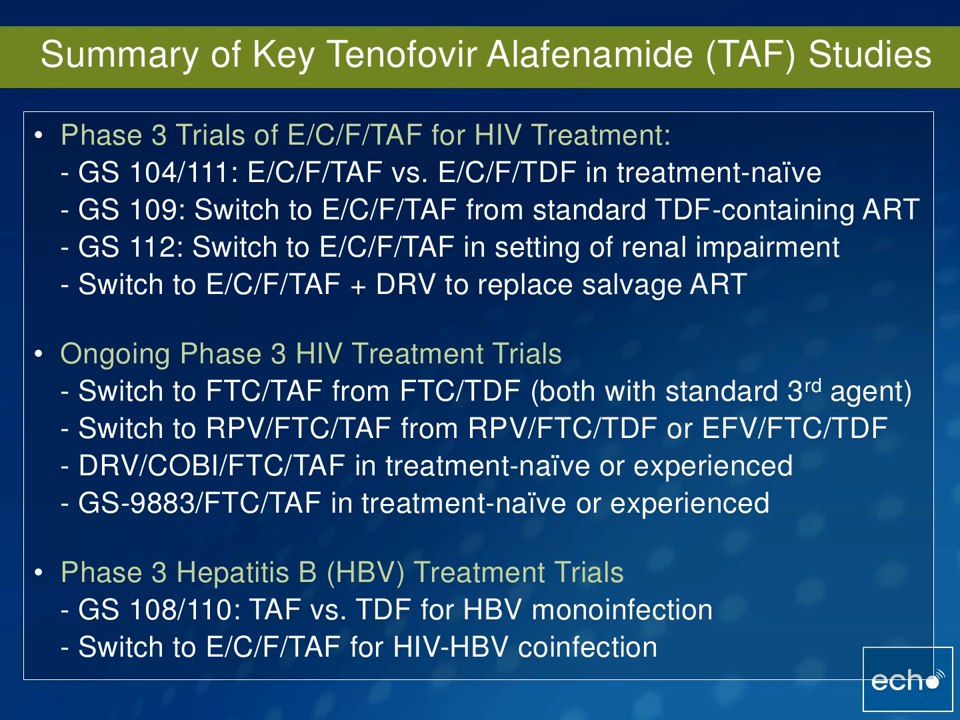 Summary of Key Tenofovir Alafenamide (TAF) Studies
• Phase 3 Trials of E/C/F/TAF for HIV Treatment:
- GS 104/111: E/C/F/TAF vs. E/C/F/TDF in treatment-naïve
- GS 109: Switch to E/C/F/TAF from standard TDF-containing ART
- GS 112: Switch to E/C/F/TAF in setting of renal impairment
- Switch to E/C/F/TAF + DRV to replace salvage ART
• Ongoing Phase 3 HIV Treatment Trials
- Switch to FTC/TAF from FTC/TDF (both with standard 3rd agent)
- Switch to RPV/FTC/TAF from RPV/FTC/TDF or EFV/FTC/TDF
- DRV/COBI/FTC/TAF in treatment-naïve or experienced
- GS-9883/FTC/TAF in treatment-naïve or experienced
• Phase 3 Hepatitis B (HBV) Treatment Trials
- GS 108/110: TAF vs. TDF for HBV monoinfection
- Switch to E/C/F/TAF for HIV-HBV coinfection
echo